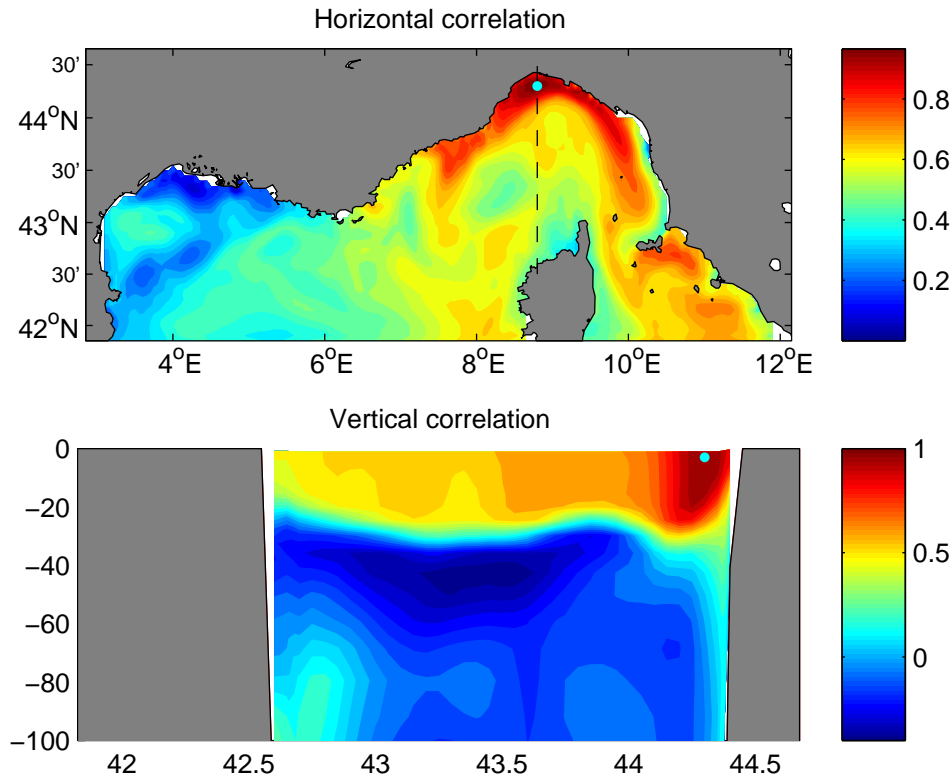 Horizontal correlation
30'
44°N
30'
43°N
30'
42°N
4°E 6°E 8°E 10°E 12°E
0.8
0.6
0.4
0.2
Vertical correlation
0
−20
−40
−60
−80
−100
42 42.5 43 43.5 44 44.5
1
0.5
0